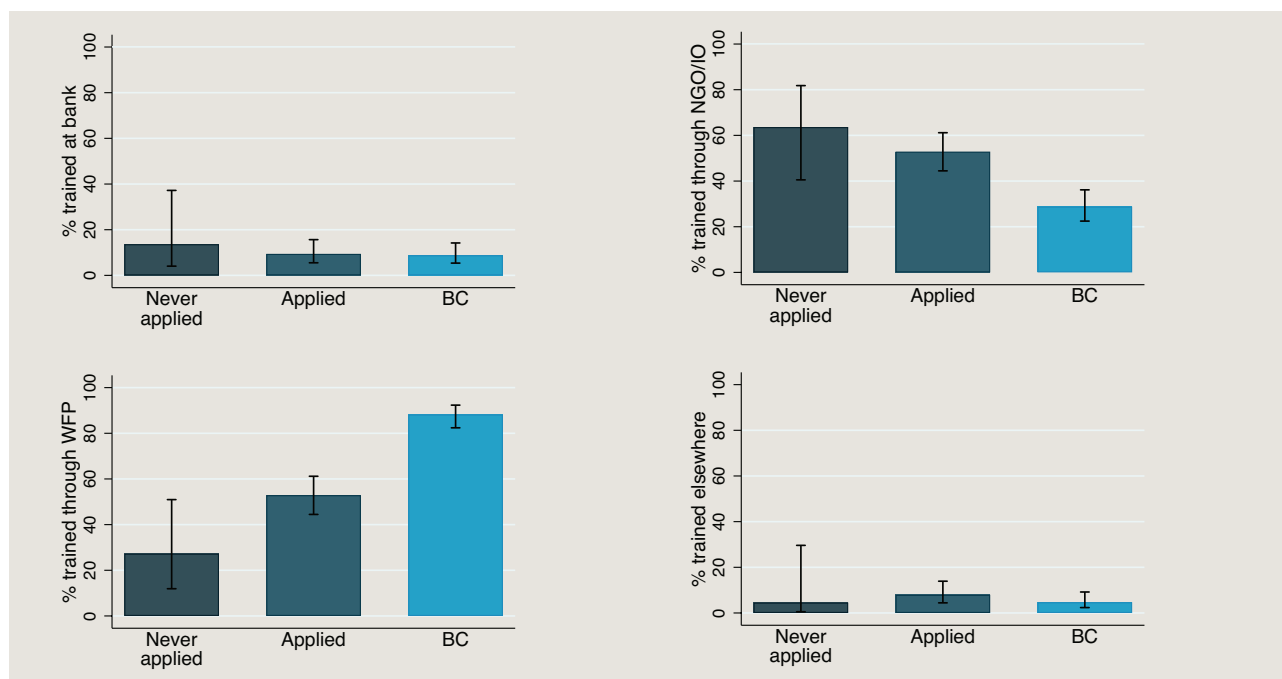 % trained at bank
100
80
60
40
20
0
Never
applied
Applied
BC
% trained through NGO/IO
100
80
60
40
20
0
Never
applied
Applied
BC
% trained through WFP
100
80
60
40
20
0
Never
applied
Applied
BC
% trained elsewhere
100
80
60
40
20
0
Never
applied
Applied
BC